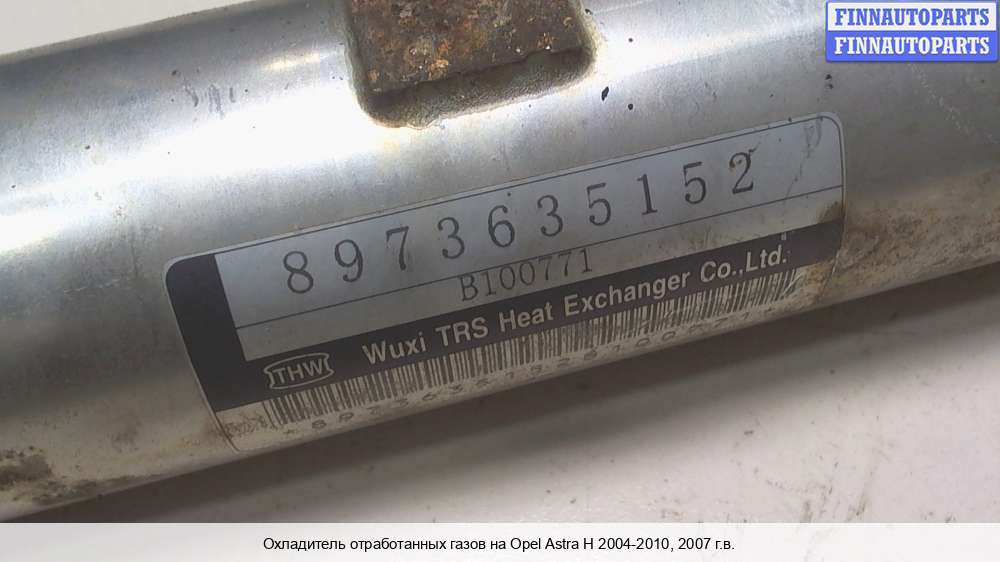 FINNAUTOPARTS
FINNAUTOPARTS
8973635152
B100771
THW Wuxi TRS Heat Exchanger Co.,Ltd.
*8973635152B100771*
Охладитель отработанных газов на Opel Astra H 2004-2010, 2007 г.в.